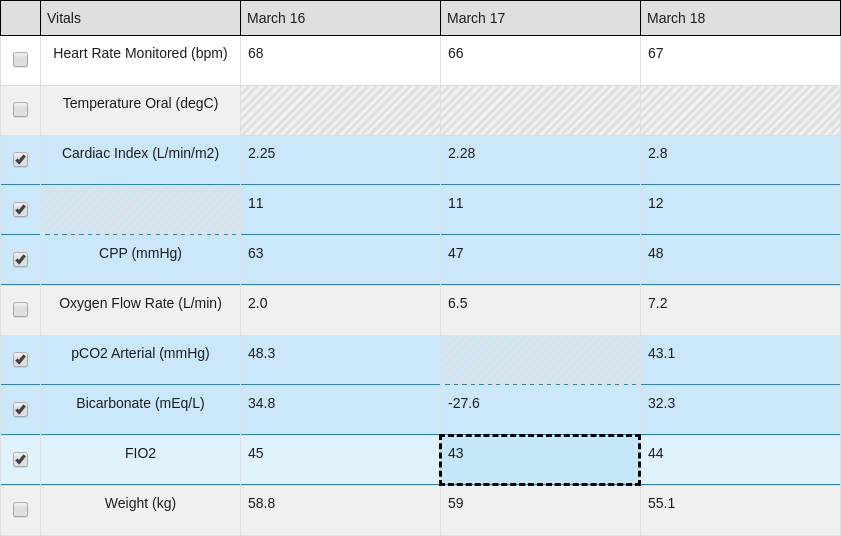 Vitals March 16 March 17 March 18
Heart Rate Monitored (bpm) 68 66 67
Temperature Oral (degC)
Cardiac Index (L/min/m2) 2.25 2.28 2.8
11 11 12
CPP (mmHg) 63 47 48
Oxygen Flow Rate (L/min) 2.0 6.5 7.2
pCO2 Arterial (mmHg) 48.3 43.1
Bicarbonate (mEq/L) 34.8 -27.6 32.3
FIO2 45 43 44
Weight (kg) 58.8 59 55.1